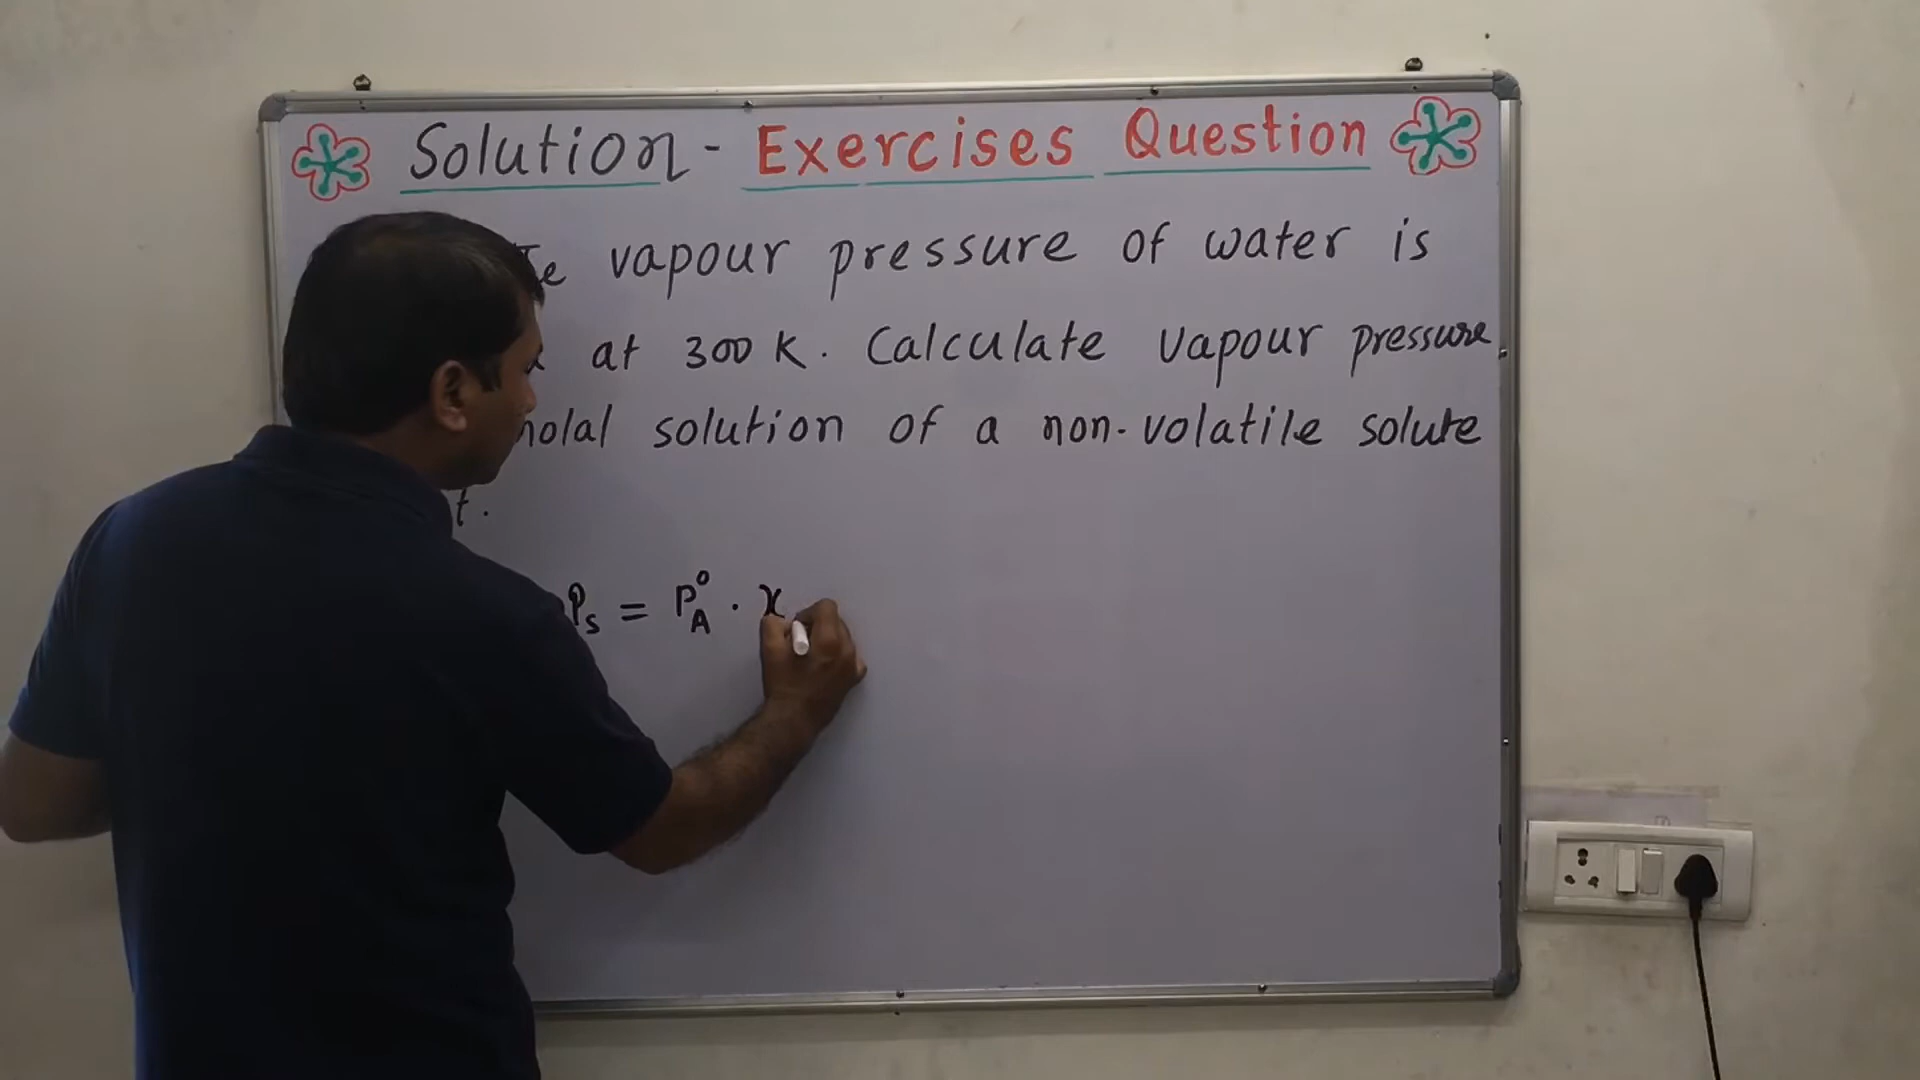 Solution - Exercises Question
vapour pressure of water is
at 300 K. Calculate vapour pressure
solution of a non-volatile solute
Ps = P°A . x